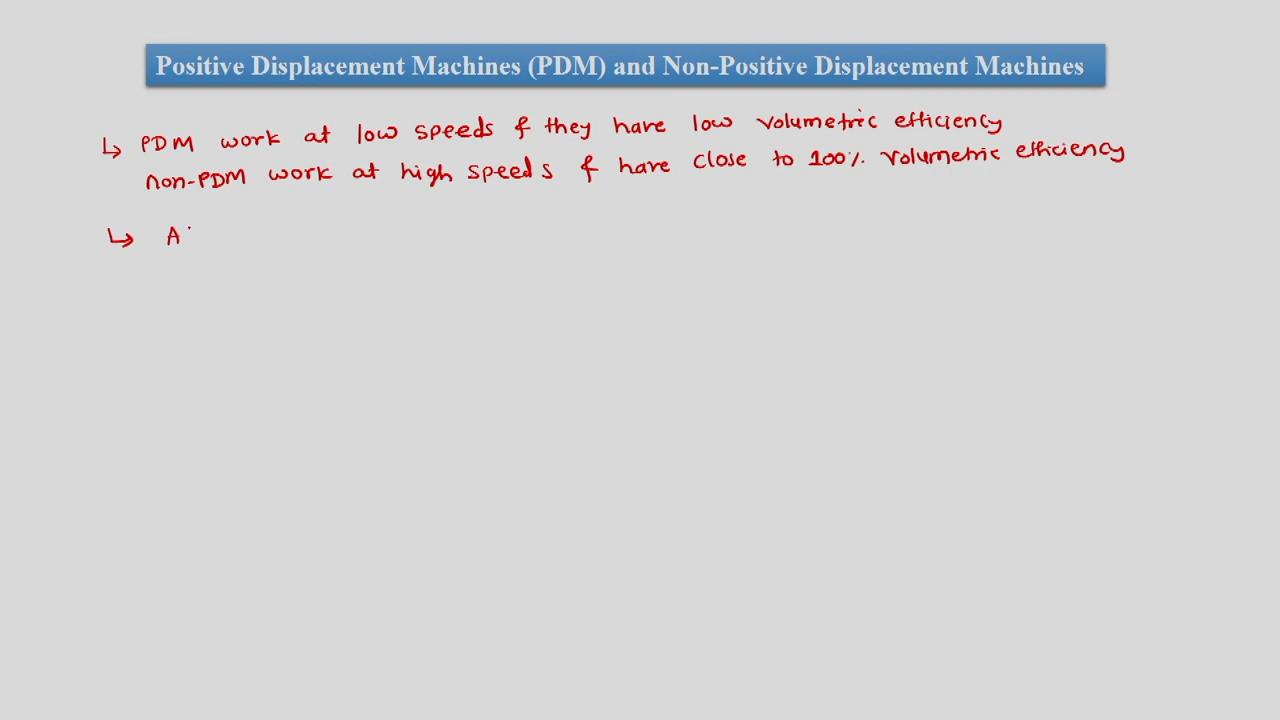 Positive Displacement Machines (PDM) and Non-Positive Displacement Machines
↳ PDM work at low speeds & they have low volumetric efficiency
non-PDM work at high speeds & have close to 100% volumetric efficiency
↳ A